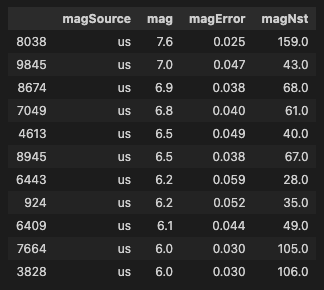 magSource mag magError magNst
8038 us 7.6 0.025 159.0
9845 us 7.0 0.047 43.0
8674 us 6.9 0.038 68.0
7049 us 6.8 0.040 61.0
4613 us 6.5 0.049 40.0
8945 us 6.5 0.038 67.0
6443 us 6.2 0.059 28.0
924 us 6.2 0.052 35.0
6409 us 6.1 0.044 49.0
7664 us 6.0 0.030 105.0
3828 us 6.0 0.030 106.0